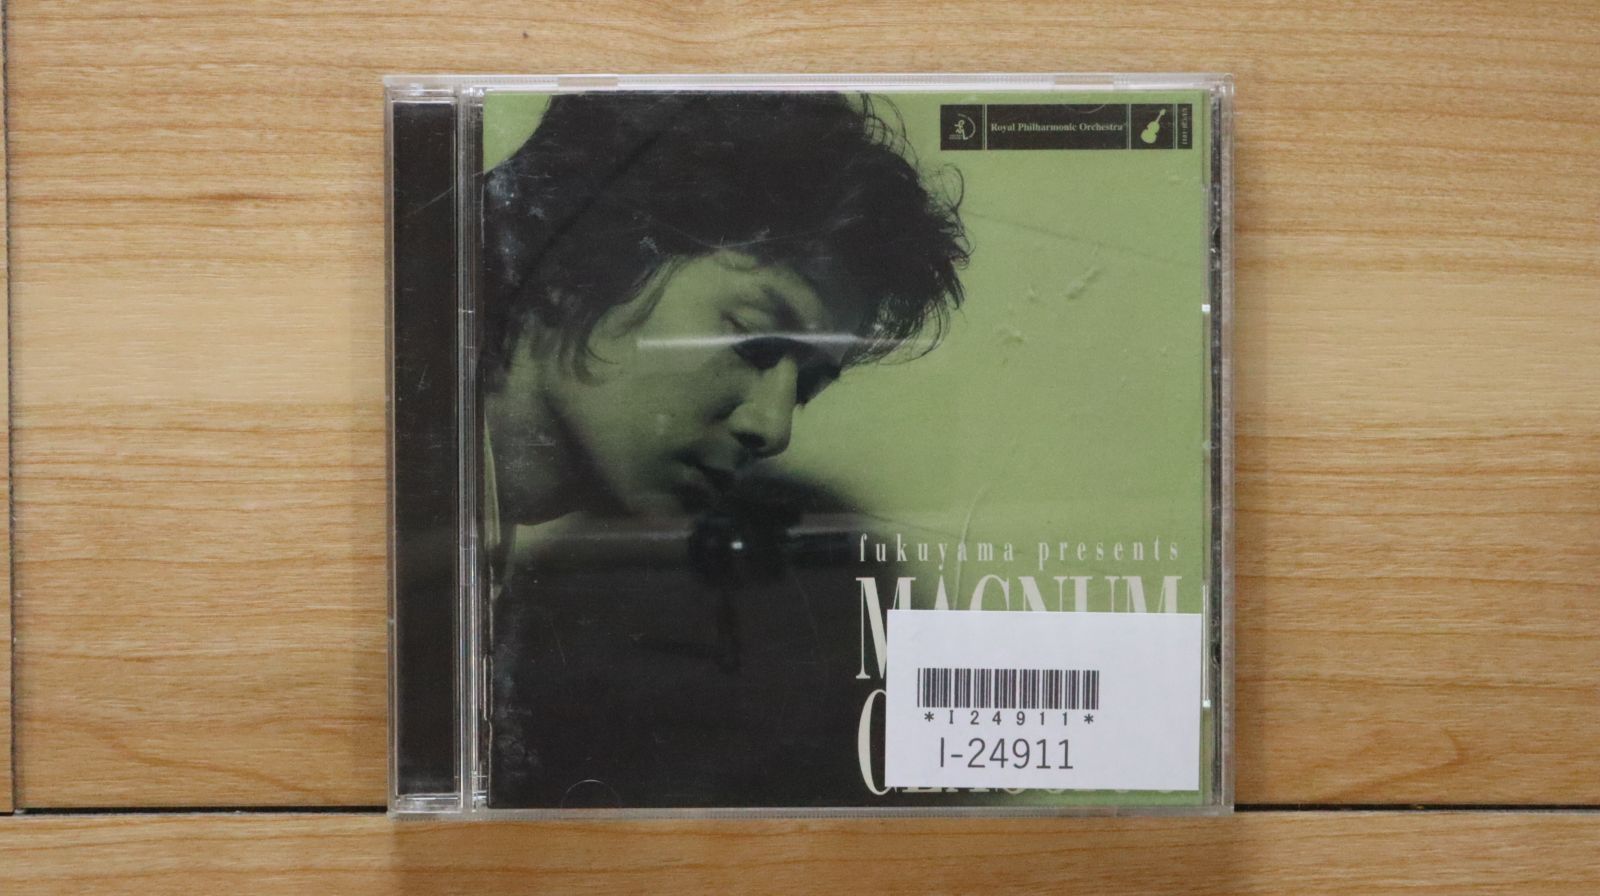 Royal Philharmonic Orchestra
fukuyama presents
MAGNUM
*I24911*
I-24911